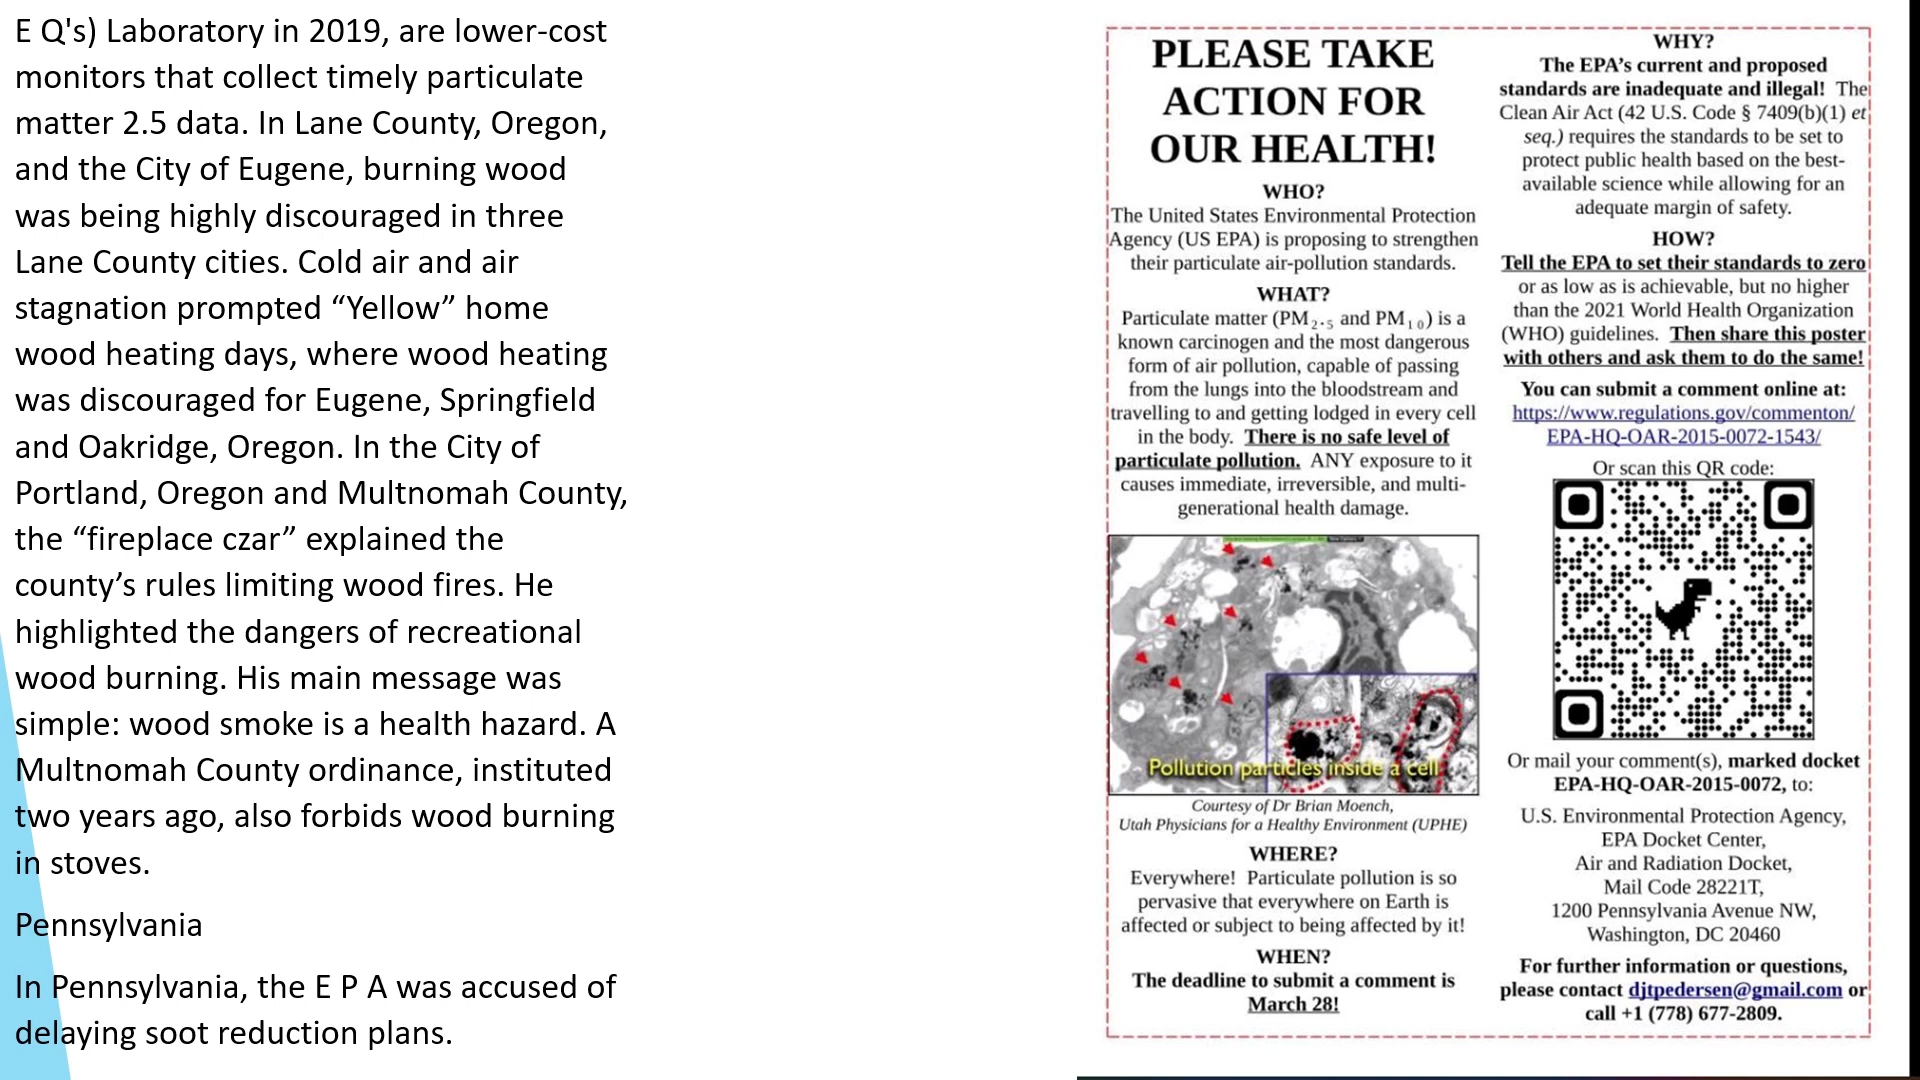 E Q's) Laboratory in 2019, are lower-cost
monitors that collect timely particulate
matter 2.5 data. In Lane County, Oregon,
and the City of Eugene, burning wood
was being highly discouraged in three
Lane County cities. Cold air and air
stagnation prompted “Yellow” home
wood heating days, where wood heating
was discouraged for Eugene, Springfield
and Oakridge, Oregon. In the City of
Portland, Oregon and Multnomah County,
the “fireplace czar” explained the
county’s rules limiting wood fires. He
highlighted the dangers of recreational
wood burning. His main message was
simple: wood smoke is a health hazard. A
Multnomah County ordinance, instituted
two years ago, also forbids wood burning
in stoves.
Pennsylvania
In Pennsylvania, the E P A was accused of
delaying soot reduction plans.
PLEASE TAKE
ACTION FOR
OUR HEALTH!
WHO?
The United States Environmental Protection
Agency (US EPA) is proposing to strengthen
their particulate air-pollution standards.
WHAT?
Particulate matter (PM₂.₅ and PM₁₀) is a
known carcinogen and the most dangerous
form of air pollution, capable of passing
from the lungs into the bloodstream and
travelling to and getting lodged in every cell
in the body. There is no safe level of
particulate pollution. ANY exposure to it
causes immediate, irreversible, and multi-
generational health damage.
Pollution particles inside a cell
Courtesy of Dr Brian Moench,
Utah Physicians for a Healthy Environment (UPHE)
WHERE?
Everywhere! Particulate pollution is so
pervasive that everywhere on Earth is
affected or subject to being affected by it!
WHEN?
The deadline to submit a comment is
March 28!
WHY?
The EPA’s current and proposed
standards are inadequate and illegal! The
Clean Air Act (42 U.S. Code § 7409(b)(1) et
seq.) requires the standards to be set to
protect public health based on the best-
available science while allowing for an
adequate margin of safety.
HOW?
Tell the EPA to set their standards to zero
or as low as is achievable, but no higher
than the 2021 World Health Organization
(WHO) guidelines. Then share this poster
with others and ask them to do the same!
You can submit a comment online at:
https://www.regulations.gov/commenton/
EPA-HQ-OAR-2015-0072-1543/
Or scan this QR code:
Or mail your comment(s), marked docket
EPA-HQ-OAR-2015-0072, to:
U.S. Environmental Protection Agency,
EPA Docket Center,
Air and Radiation Docket,
Mail Code 28221T,
1200 Pennsylvania Avenue NW,
Washington, DC 20460
For further information or questions,
please contact djtpedersen@gmail.com or
call +1 (778) 677-2809.